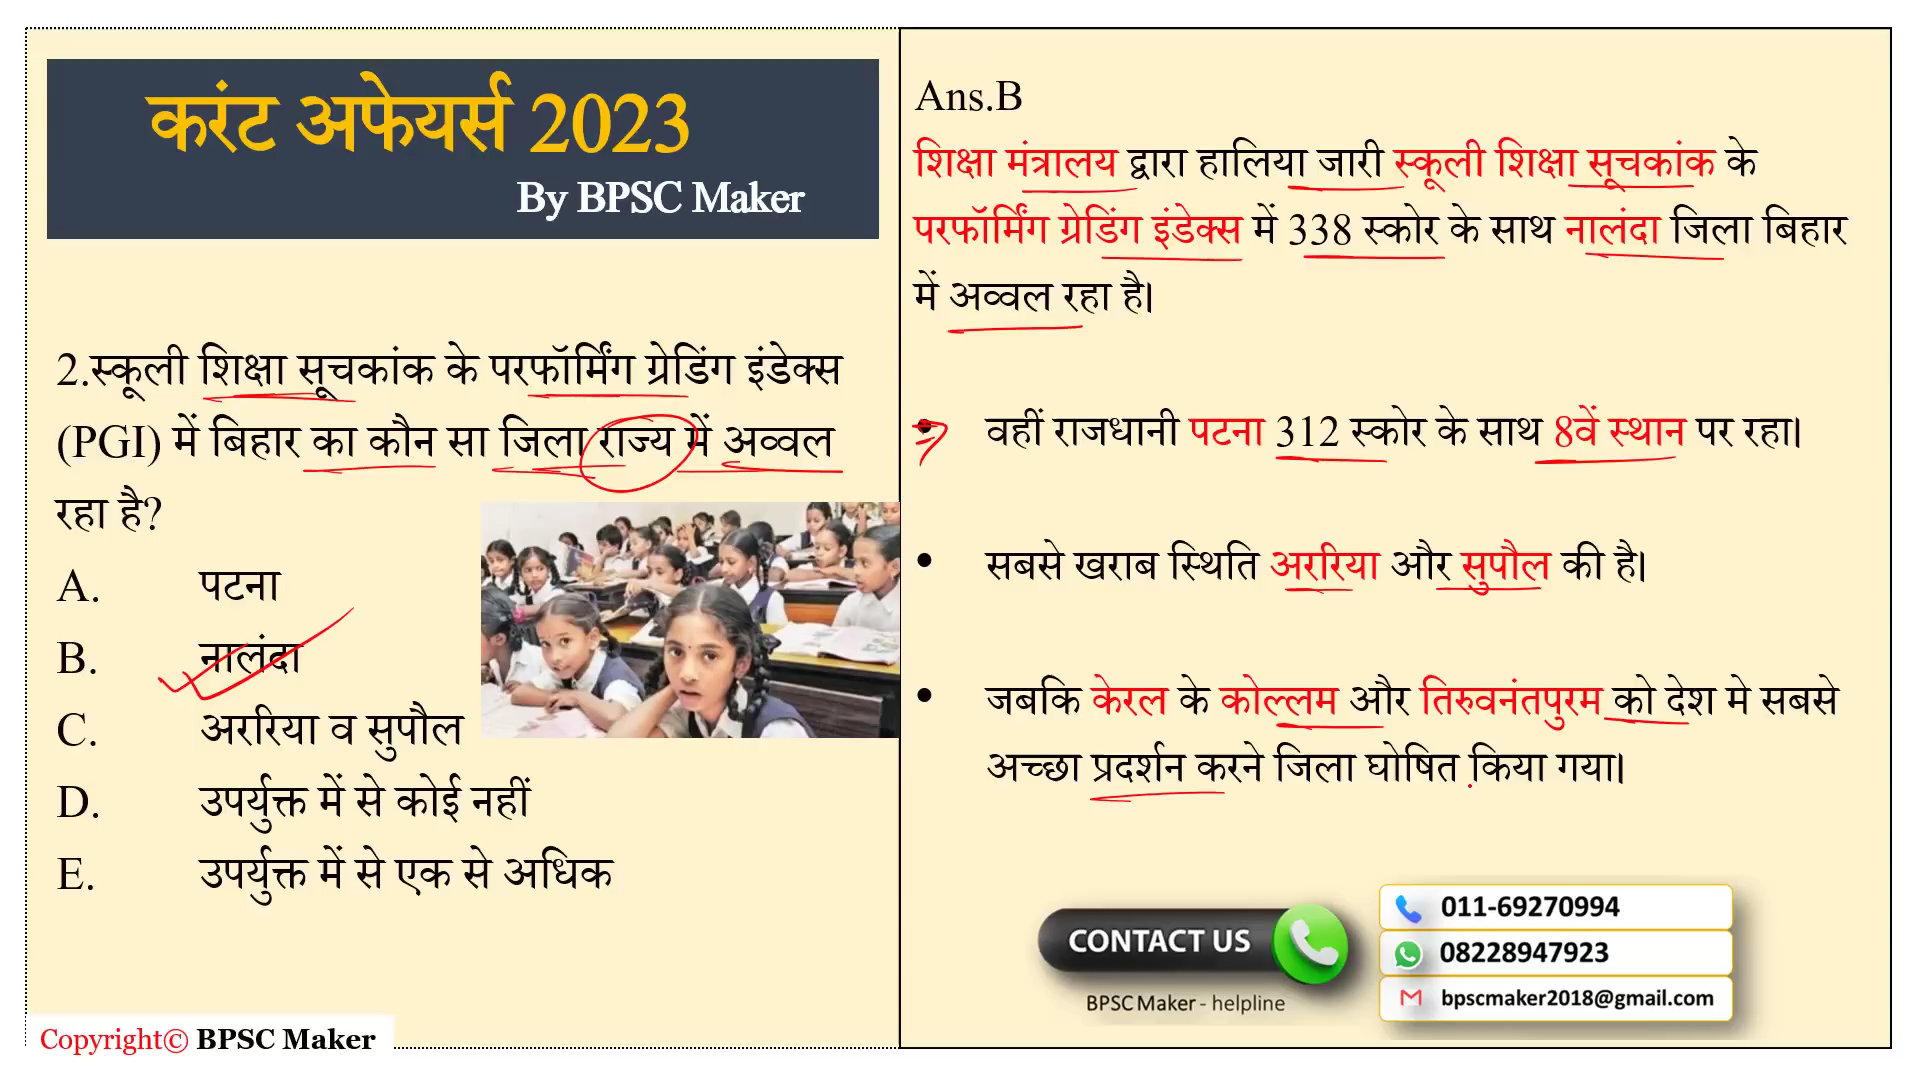 करंट अफेयर्स 2023
By BPSC Maker
2.स्कूली शिक्षा सूचकांक के परफॉर्मिंग ग्रेडिंग इंडेक्स
(PGI) में बिहार का कौन सा जिला राज्य में अव्वल
रहा है?
A. पटना
B. नालंदा
C. अररिया व सुपौल
D. उपर्युक्त में से कोई नहीं
E. उपर्युक्त में से एक से अधिक
Copyright© BPSC Maker
Ans.B
शिक्षा मंत्रालय द्वारा हालिया जारी स्कूली शिक्षा सूचकांक के
परफॉर्मिंग ग्रेडिंग इंडेक्स में 338 स्कोर के साथ नालंदा जिला बिहार
में अव्वल रहा है।
• वहीं राजधानी पटना 312 स्कोर के साथ 8वें स्थान पर रहा।
• सबसे खराब स्थिति अररिया और सुपौल की है।
• जबकि केरल के कोल्लम और तिरुवनंतपुरम को देश मे सबसे
अच्छा प्रदर्शन करने जिला घोषित किया गया।
CONTACT US
BPSC Maker - helpline
011-69270994
08228947923
bpscmaker2018@gmail.com